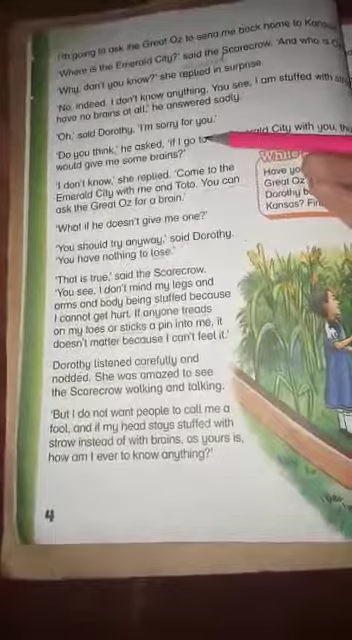 I'm going to ask the Great Oz to send me back home to Kansas
'Where is the Emerald City?' said the Scarecrow. 'And who is O
'Why, don't you know?' she replied in surprise.
'No, indeed. I don't know anything. You see, I am stuffed with
have no brains at all,' he answered sadly.
'Oh,' said Dorothy. 'I'm sorry for you.'
'Do you think,' he asked, 'if I go to erald City with you, th
would give me some brains?'
'I don't know,' she replied. 'Come to the
Emerald City with me and Toto. You can
ask the Great Oz for a brain.'
'What if he doesn't give me one?'
'You should try anyway,' said Dorothy.
'You have nothing to lose.'
'That is true,' said the Scarecrow.
'You see, I don't mind my legs and
arms and body being stuffed because
I cannot get hurt. If anyone treads
on my toes or sticks a pin into me, it
doesn't matter because I can't feel it.'
Dorothy listened carefully and
nodded. She was amazed to see
the Scarecrow walking and talking.
'But I do not want people to call me a
fool, and if my head stays stuffed with
straw instead of with brains, as yours is,
how am I ever to know anything?'
While
Have yo
Great Oz
Dorothy b
Kansas? Fin
4